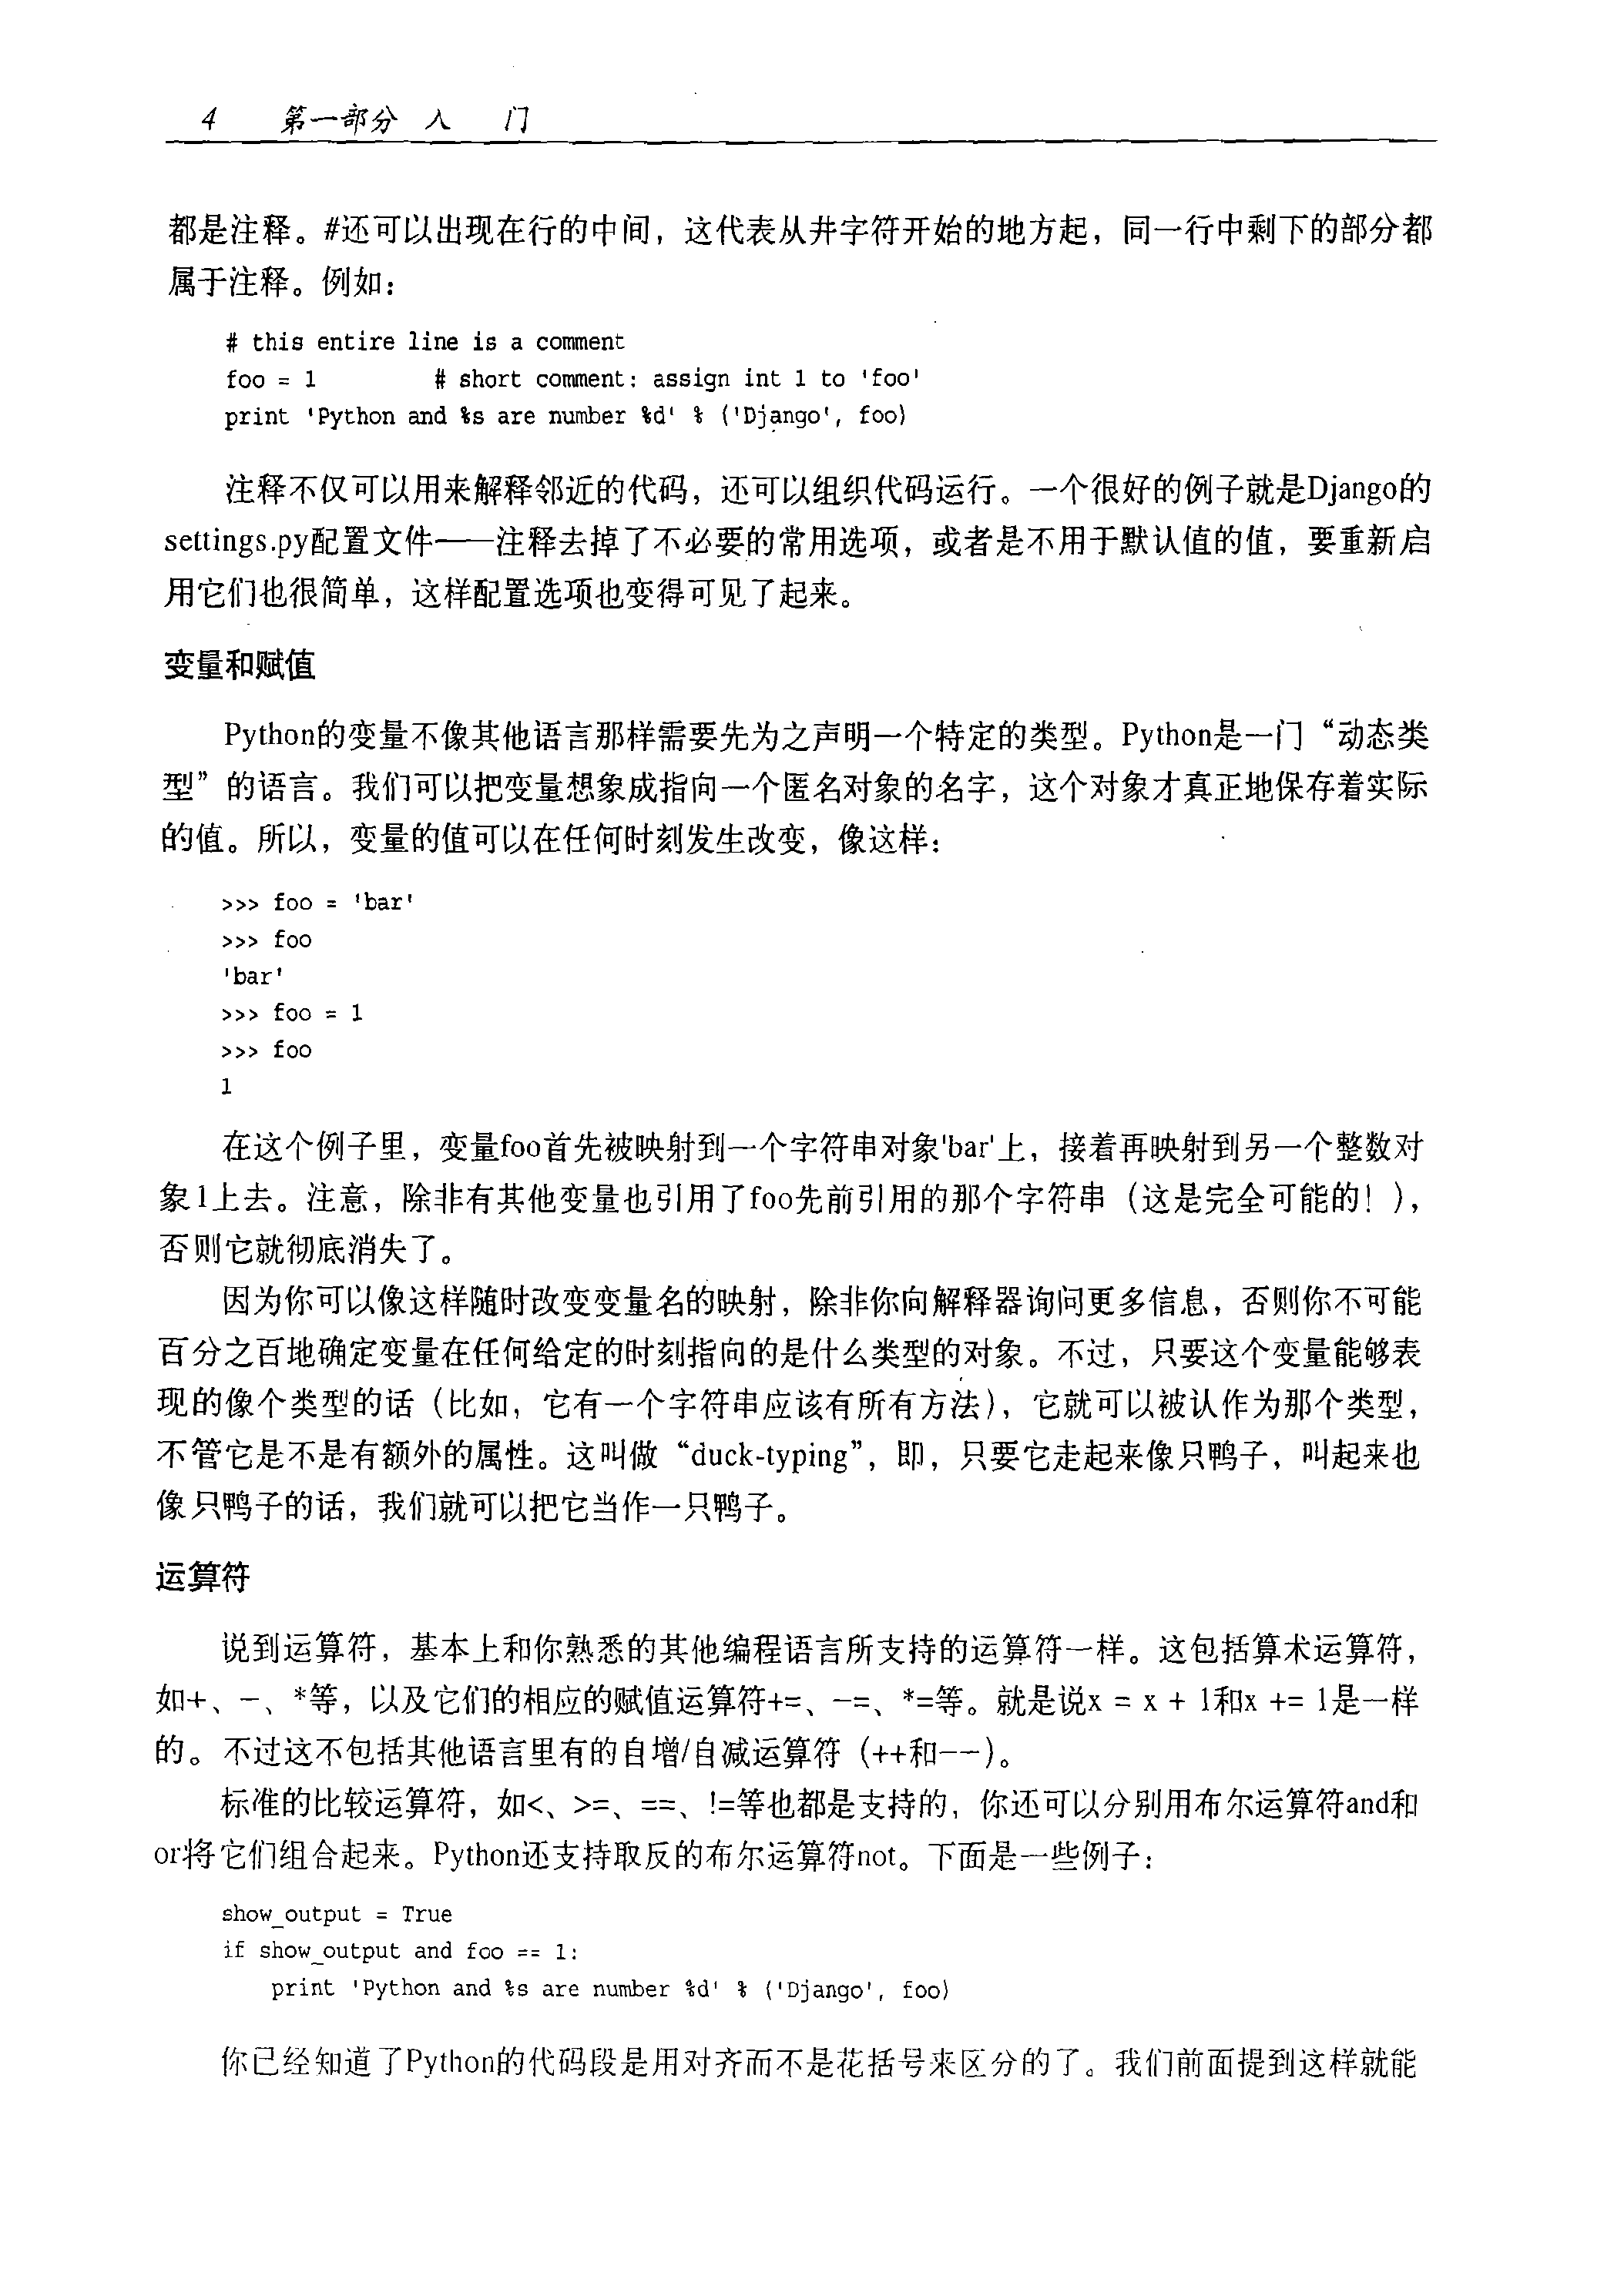 4 第一部分 入 门
都是注释。#还可以出现在行的中间，这代表从井字符开始的地方起，同一行中剩下的部分都
属于注释。例如：
# this entire line is a comment
foo = 1 # short comment: assign int 1 to 'foo'
print 'Python and %s are number %d' % ('Django', foo)
注释不仅可以用来解释邻近的代码，还可以组织代码运行。一个很好的例子就是Django的
settings.py配置文件——注释去掉了不必要的常用选项，或者是不用于默认值的值，要重新启
用它们也很简单，这样配置选项也变得可见了起来。
变量和赋值
Python的变量不像其他语言那样需要先为之声明一个特定的类型。Python是一门“动态类
型”的语言。我们可以把变量想象成指向一个匿名对象的名字，这个对象才真正地保存着实际
的值。所以，变量的值可以在任何时刻发生改变，像这样：
>>> foo = 'bar'
>>> foo
'bar'
>>> foo = 1
>>> foo
1
在这个例子里，变量foo首先被映射到一个字符串对象'bar'上，接着再映射到另一个整数对
象1上去。注意，除非有其他变量也引用了foo先前引用的那个字符串（这是完全可能的！），
否则它就彻底消失了。
因为你可以像这样随时改变变量名的映射，除非你向解释器询问更多信息，否则你不可能
百分之百地确定变量在任何给定的时刻指向的是什么类型的对象。不过，只要这个变量能够表
现的像个类型的话（比如，它有一个字符串应该有所有方法），它就可以被认作为那个类型，
不管它是不是有额外的属性。这叫做“duck-typing”，即，只要它走起来像只鸭子，叫起来也
像只鸭子的话，我们就可以把它当作一只鸭子。
运算符
说到运算符，基本上和你熟悉的其他编程语言所支持的运算符一样。这包括算术运算符，
如+、-、*等，以及它们的相应的赋值运算符+=、-=、*=等。就是说x = x + 1和x += 1是一样
的。不过这不包括其他语言里有的自增/自减运算符（++和--）。
标准的比较运算符，如<、>=、==、!=等也都是支持的，你还可以分别用布尔运算符and和
or将它们组合起来。Python还支持取反的布尔运算符not。下面是一些例子：
show_output = True
if show_output and foo == 1:
    print 'Python and %s are number %d' % ('Django', foo)
你已经知道了Python的代码段是用对齐而不是花括号来区分的了。我们前面提到这样就能